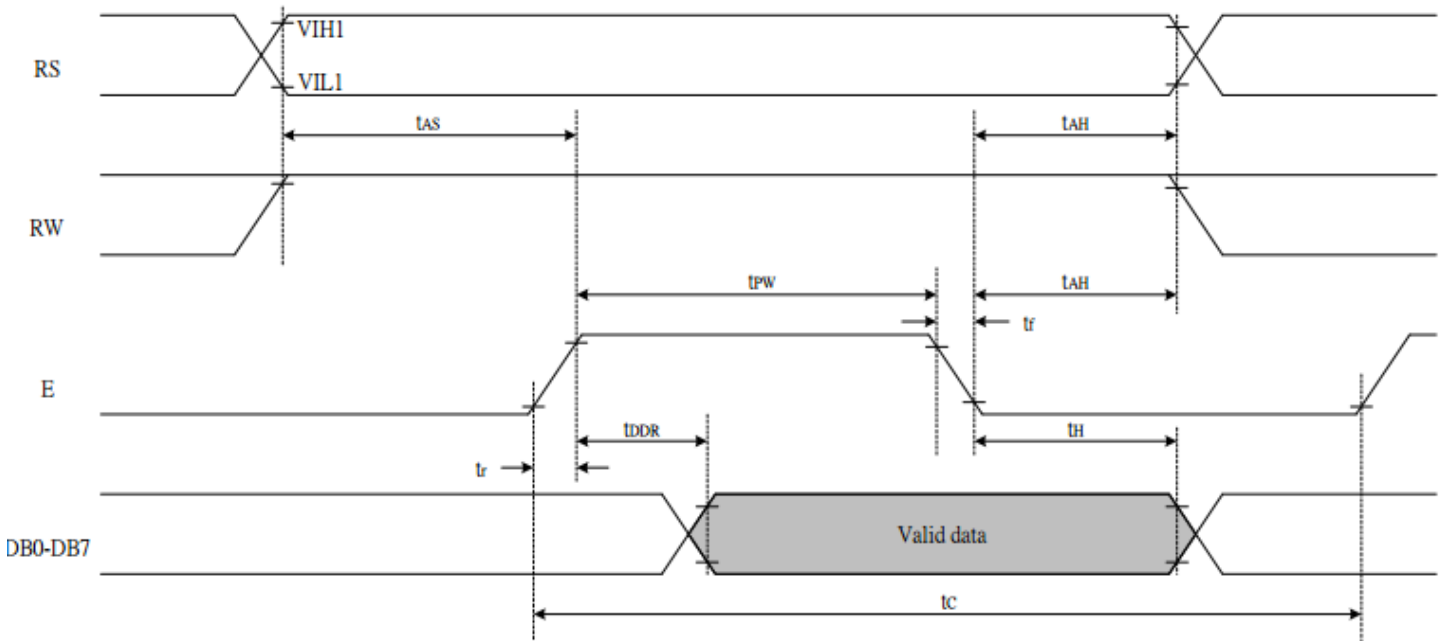 VIH1
RS
VIL1
tAS
tAH
RW
tPW
tAH
tf
E
tDDR
tH
tr
Valid data
DB0-DB7
tC